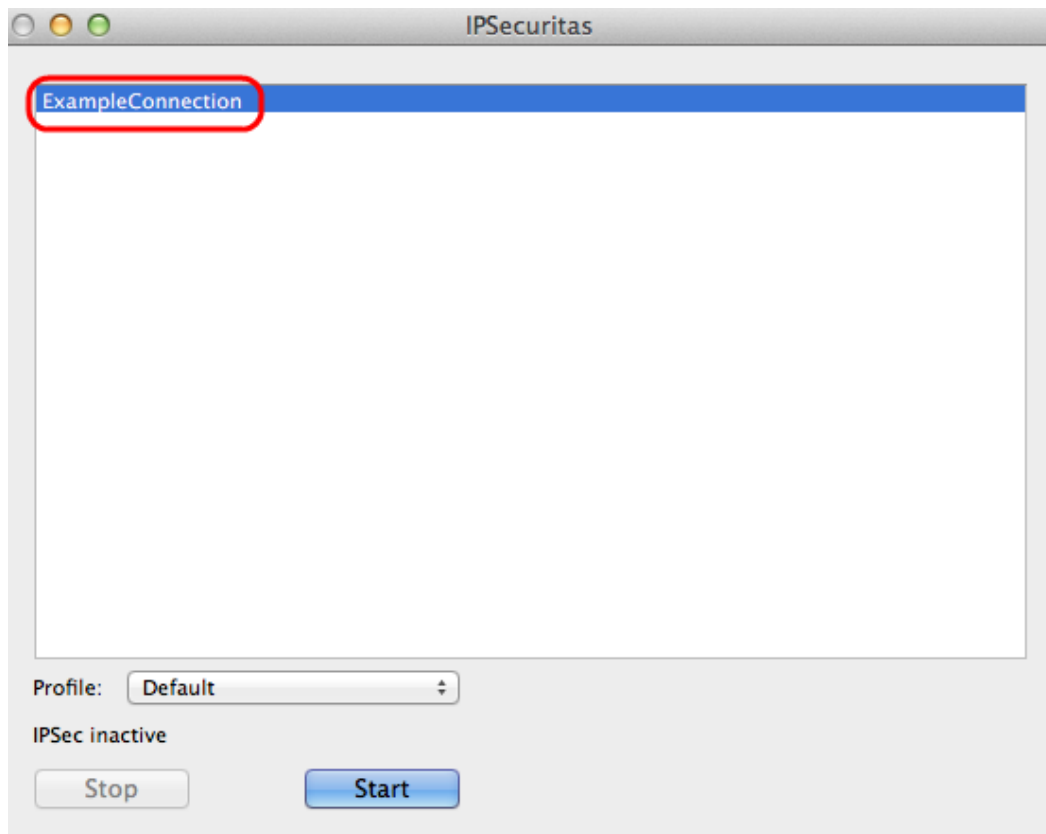 IPSecuritas
ExampleConnection
Profile: Default
IPSec inactive
Stop Start